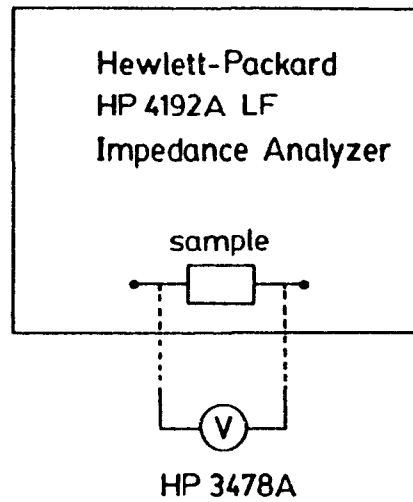 Hewlett-Packard
HP 4192A LF
Impedance Analyzer
sample
V
HP 3478A